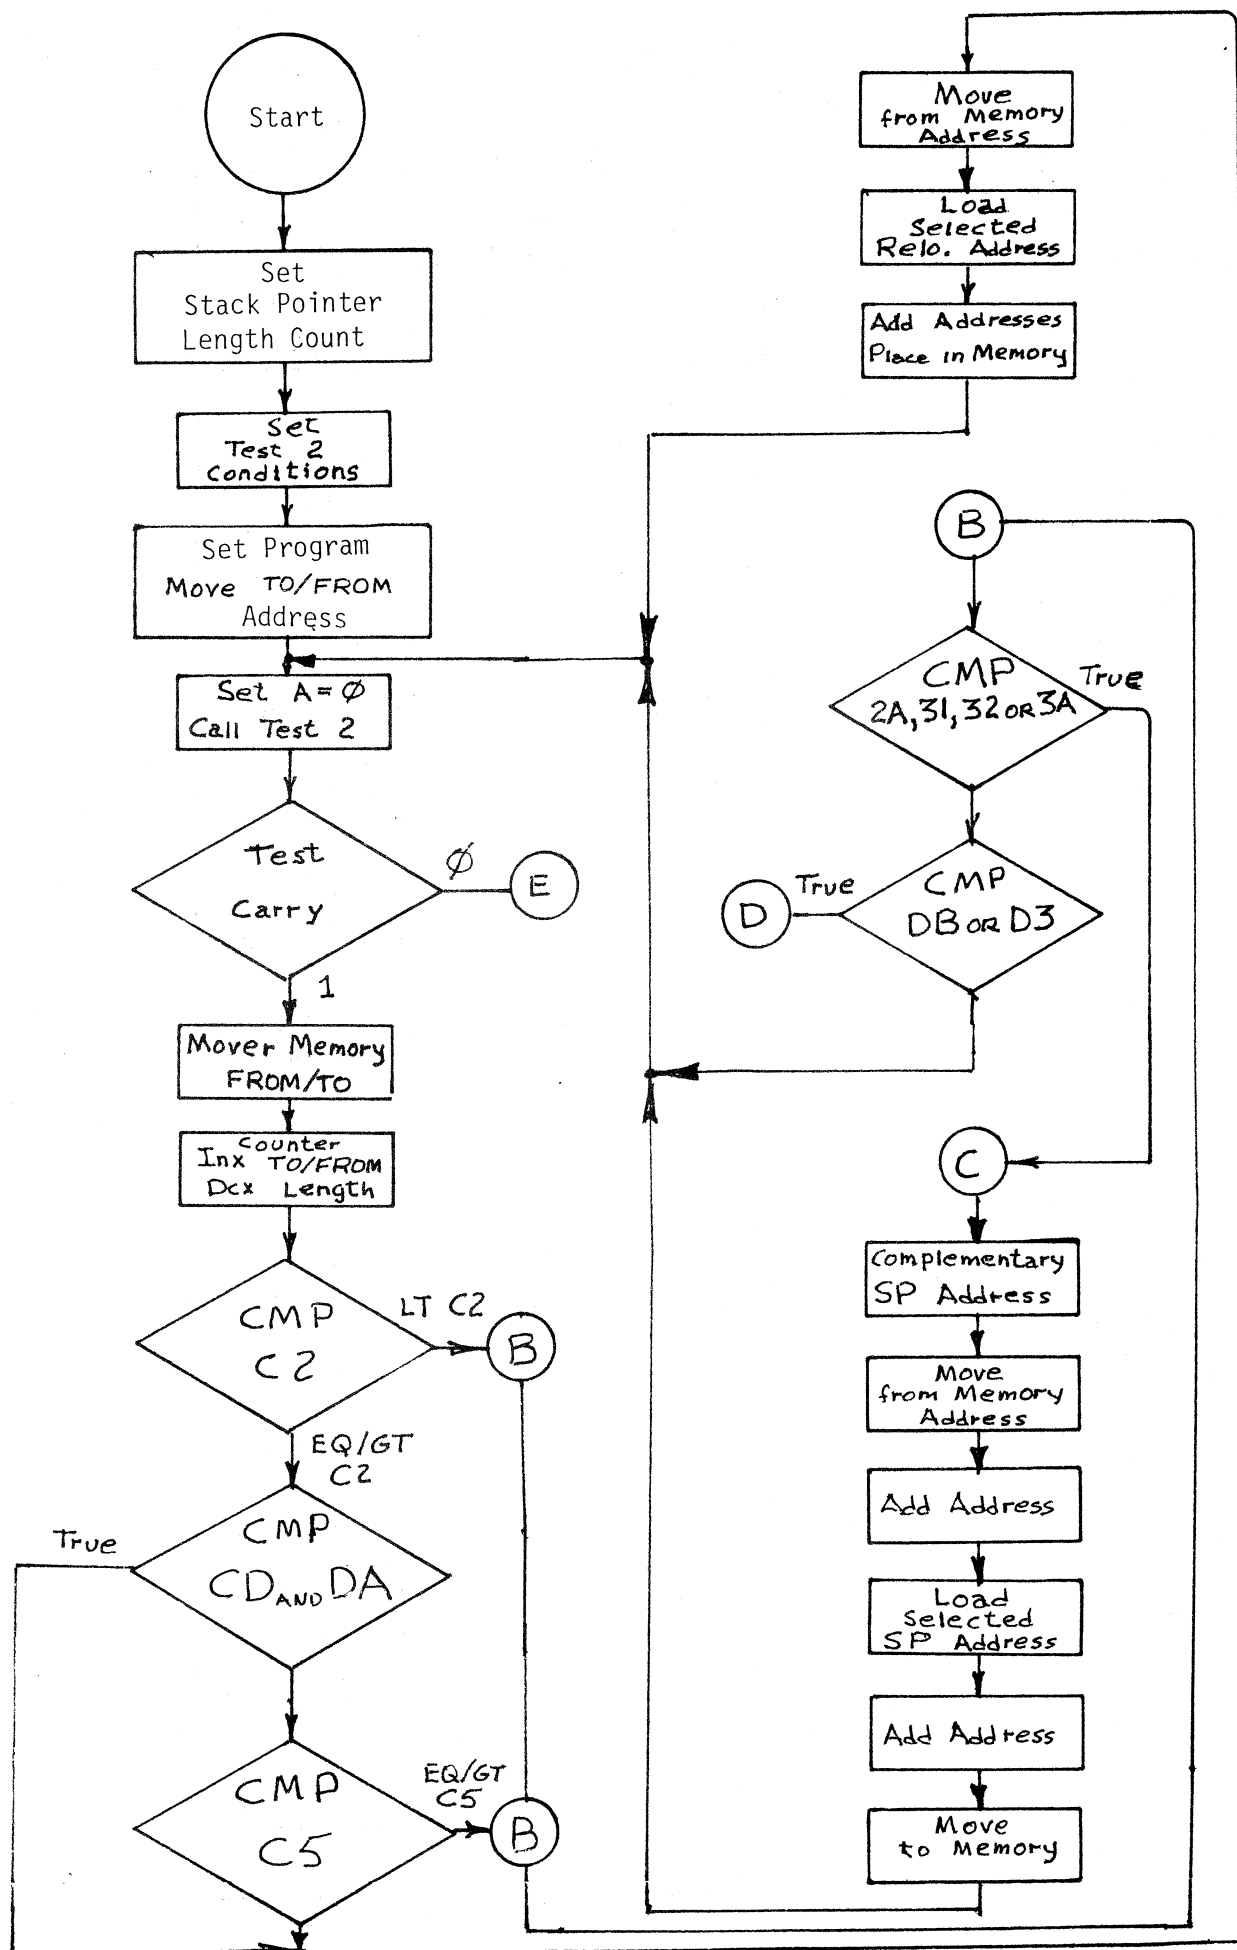 Start
Set
Stack Pointer
Length Count
Set
Test 2
Conditions
Set Program
Move TO/FROM
Address
Set A = Ø
Call Test 2
Test
Carry
Ø
E
1
Mover Memory
FROM/TO
Counter
Inx TO/FROM
Dcx Length
CMP
C2
LT C2
B
EQ/GT
C2
CMP
CD AND DA
True
CMP
C5
EQ/GT
C5
B
Move
from Memory
Address
Load
Selected
Relo. Address
Add Addresses
Place in Memory
B
CMP
2A, 31, 32 OR 3A
True
CMP
DB OR D3
True
D
C
Complementary
SP Address
Move
from Memory
Address
Add Address
Load
Selected
SP Address
Add Address
Move
to Memory